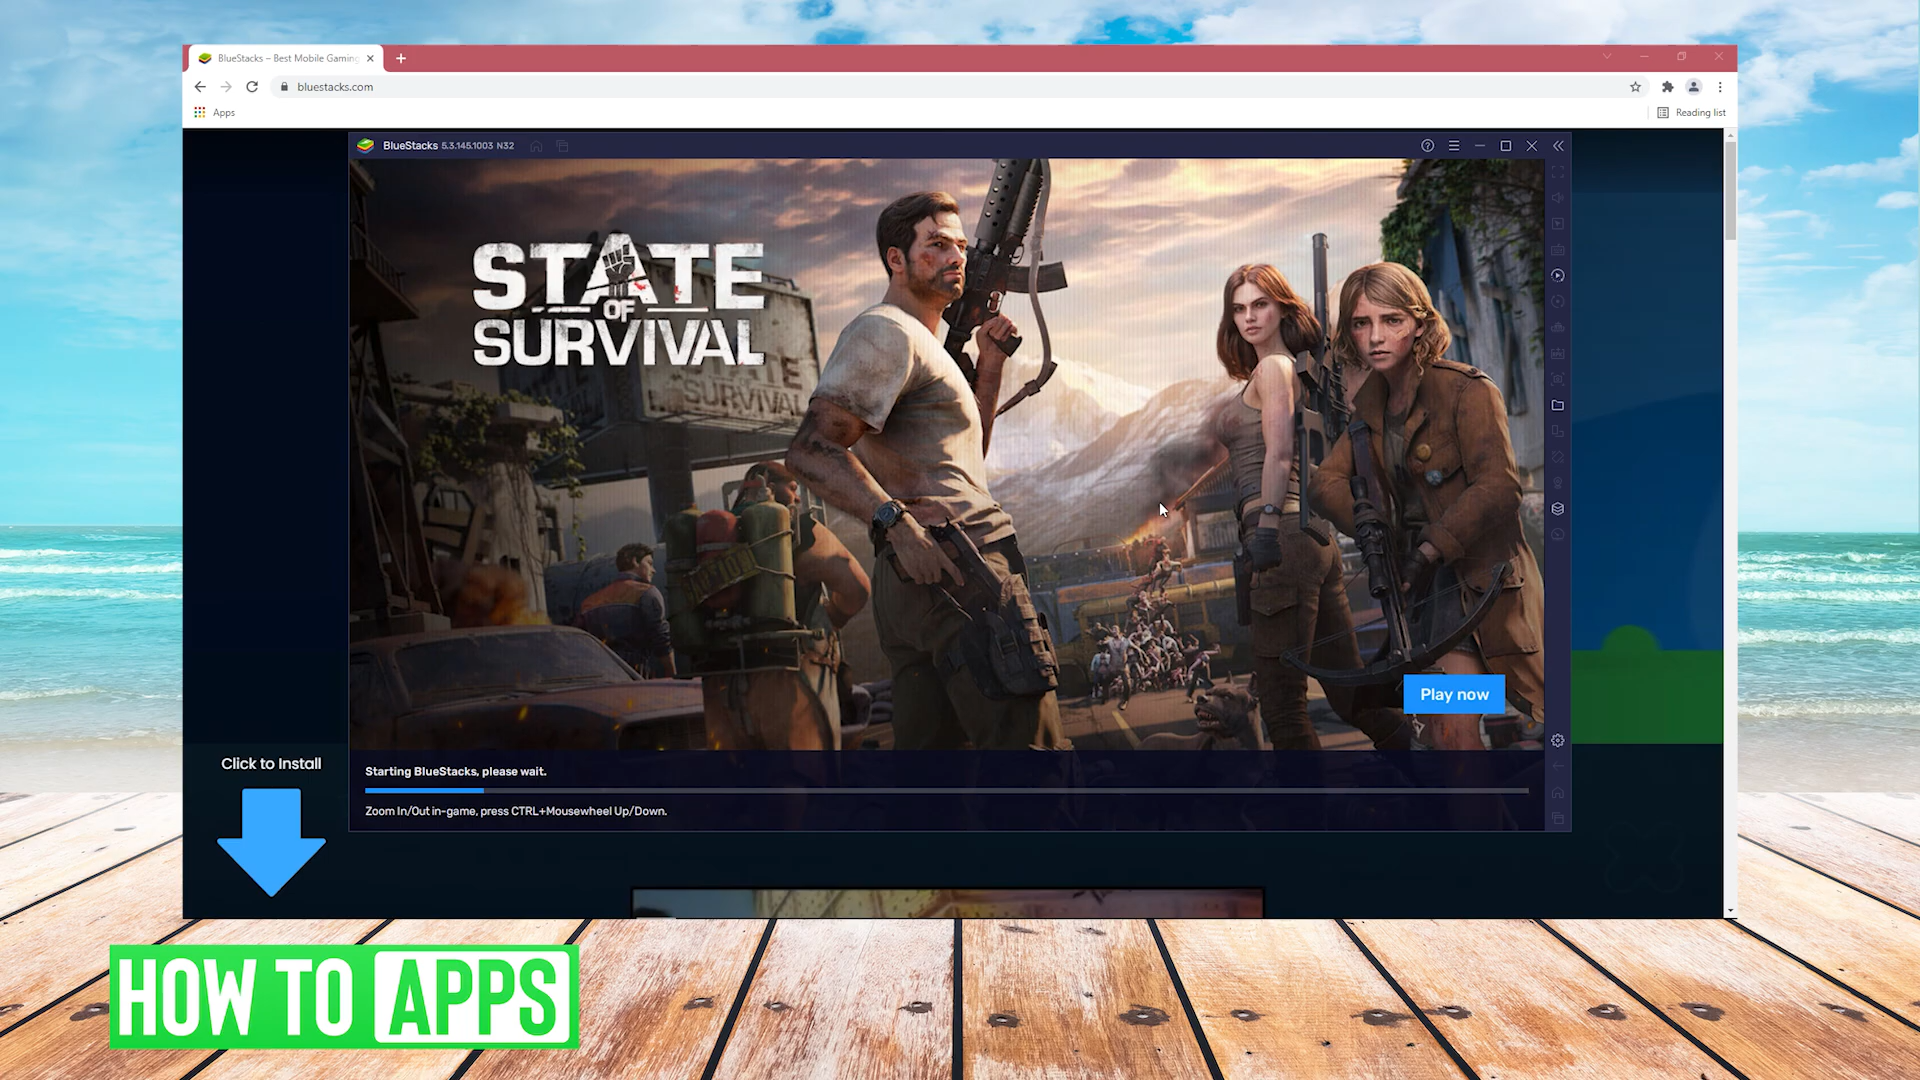 BlueStacks – Best Mobile Gaming
bluestacks.com
Apps
Reading list
BlueStacks 5.3.145.1003 N32
STATE
OF
SURVIVAL
STATE
SURVIVAL
Play now
Click to Install
Starting BlueStacks, please wait.
Zoom In/Out in-game, press CTRL+Mousewheel Up/Down.
HOW TO APPS